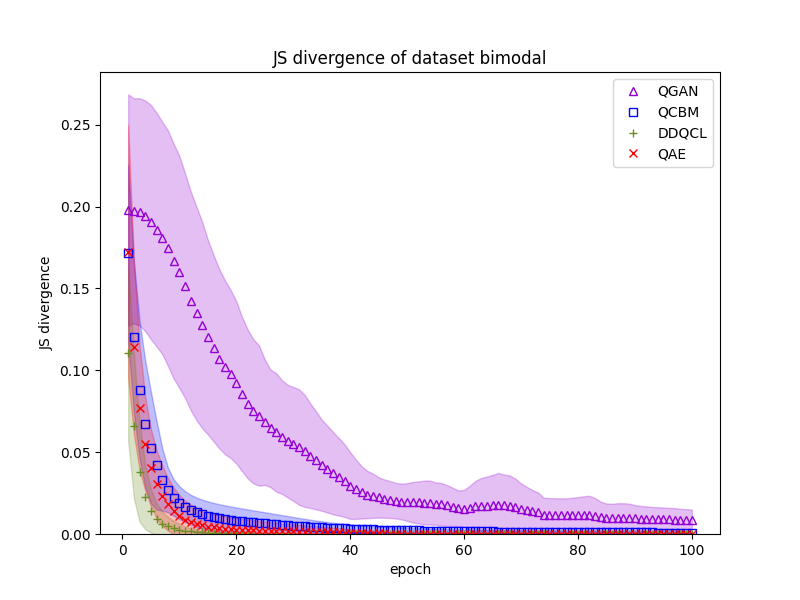 JS divergence of dataset bimodal
QGAN
QCBM
DDQCL
QAE
JS divergence
0.25
0.20
0.15
0.10
0.05
0.00
0 20 40 60 80 100
epoch